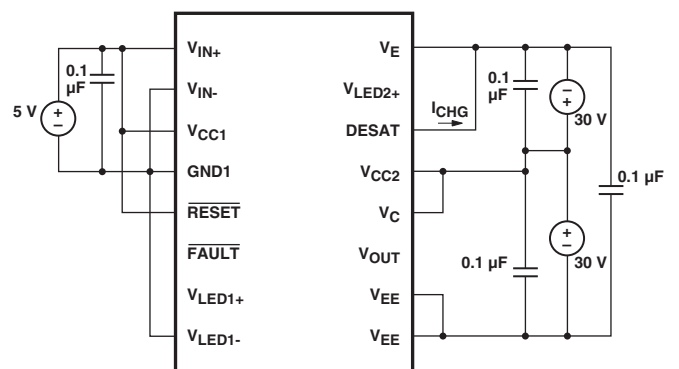 V_IN+
V_IN-
V_CC1
GND1
RESET
FAULT
V_LED1+
V_LED1-
V_E
V_LED2+
DESAT
V_CC2
V_C
V_OUT
V_EE
V_EE
5 V
+
−
0.1
µF
I_CHG
0.1
µF
−
+
30 V
0.1 µF
0.1 µF
+
−
30 V